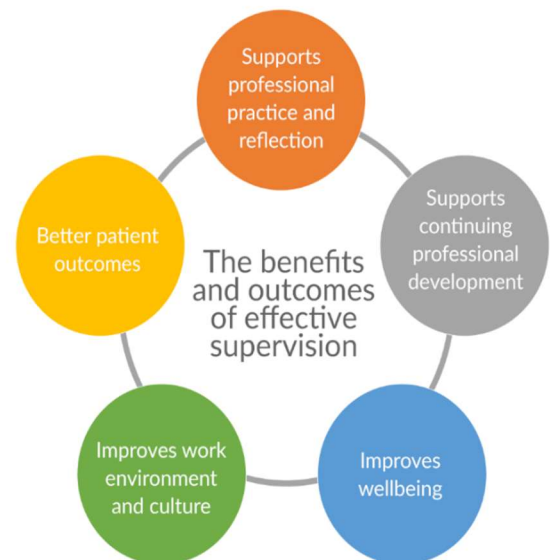 Supports
professional
practice and
reflection
Supports
continuing
professional
development
Improves
wellbeing
Improves work
environment
and culture
Better patient
outcomes
The benefits
and outcomes
of effective
supervision